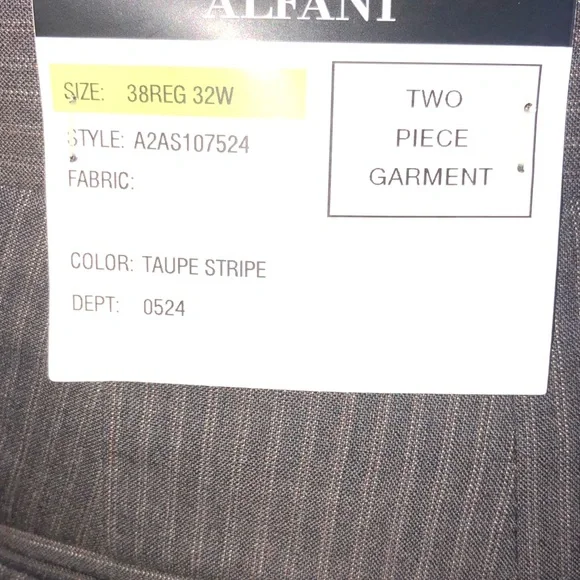 ALFANI
SIZE: 38REG 32W
STYLE: A2AS107524
FABRIC:
COLOR: TAUPE STRIPE
DEPT: 0524
TWO
PIECE
GARMENT